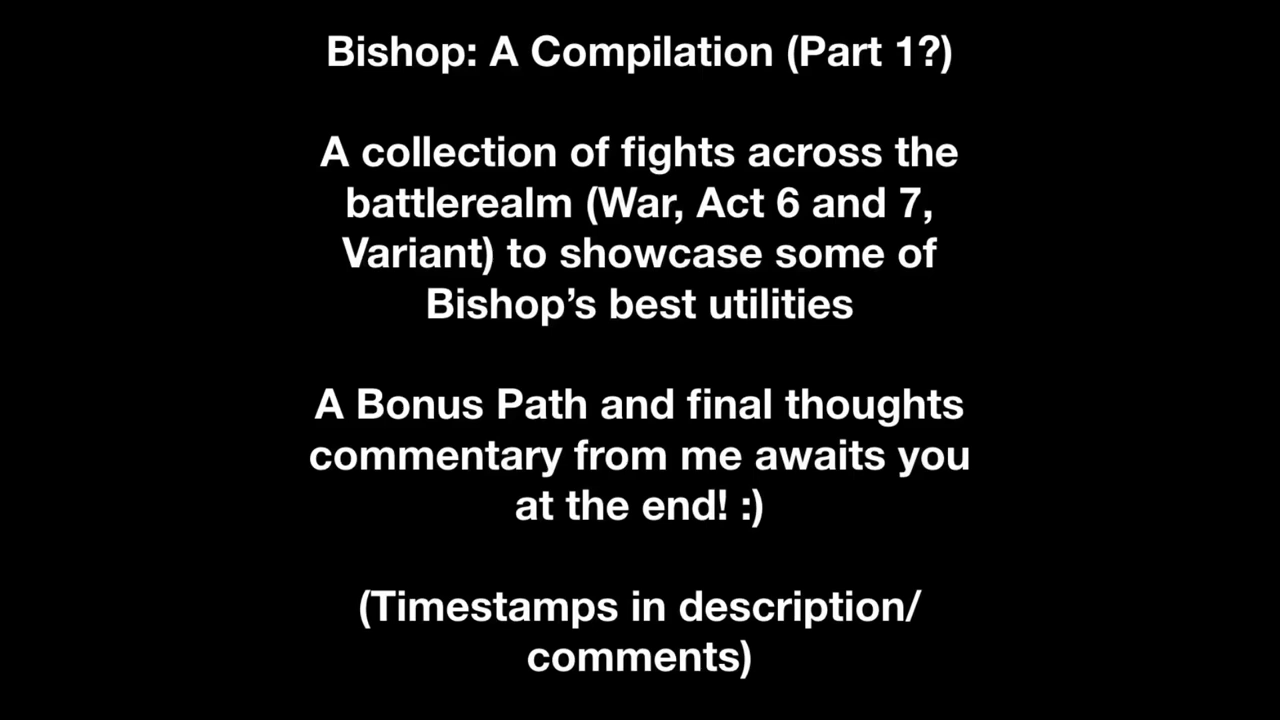 Bishop: A Compilation (Part 1?)
A collection of fights across the
battlerealm (War, Act 6 and 7,
Variant) to showcase some of
Bishop’s best utilities
A Bonus Path and final thoughts
commentary from me awaits you
at the end! :)
(Timestamps in description/
comments)